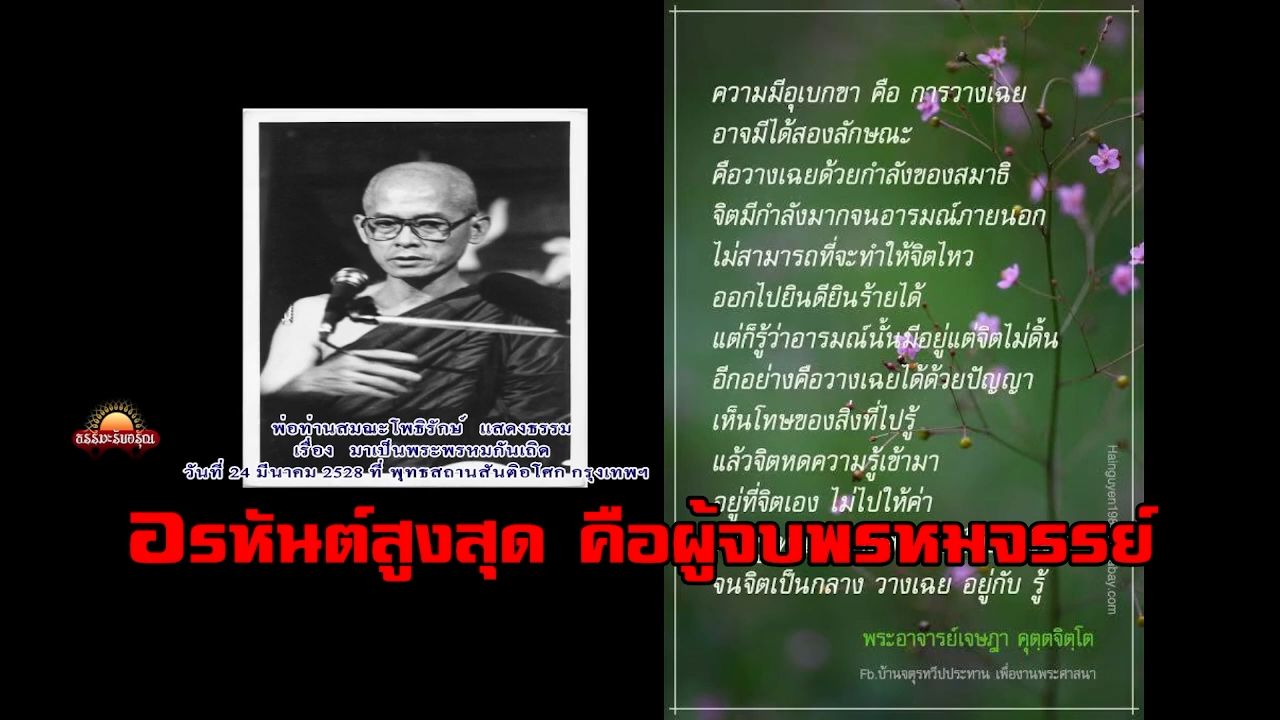 ความมีอุเบกขา คือ การวางเฉย
อาจมีได้สองลักษณะ
คือวางเฉยด้วยกำลังของสมาธิ
จิตมีกำลังมากจนอารมณ์ภายนอก
ไม่สามารถที่จะทำให้จิตไหว
ออกไปยินดียินร้ายได้
แต่ก็รู้ว่าอารมณ์นั้นมีอยู่แต่จิตไม่ดิ้น
อีกอย่างคือวางเฉยได้ด้วยปัญญา
เห็นโทษของสิ่งที่ไปรู้
แล้วจิตหดความรู้เข้ามา
อยู่ที่จิตเอง ไม่ไปให้ค่า
จนจิตเป็นกลาง วางเฉย อยู่กับ รู้
พระอาจารย์เจษฎา คุตฺตจิตฺโต
Fb.บ้านจตุรทวีปประทาน เพื่องานพระศาสนา
พ่อท่านสมณะโพธิรักษ์ แสดงธรรม
เรื่อง มาเป็นพระพรหมกันเถิด
วันที่ 24 มีนาคม 2528 ที่ พุทธสถานสันติอโศก กรุงเทพฯ
ธรรมะรับอรุณ
อรหันต์สูงสุด คือผู้จบพรหมจรรย์